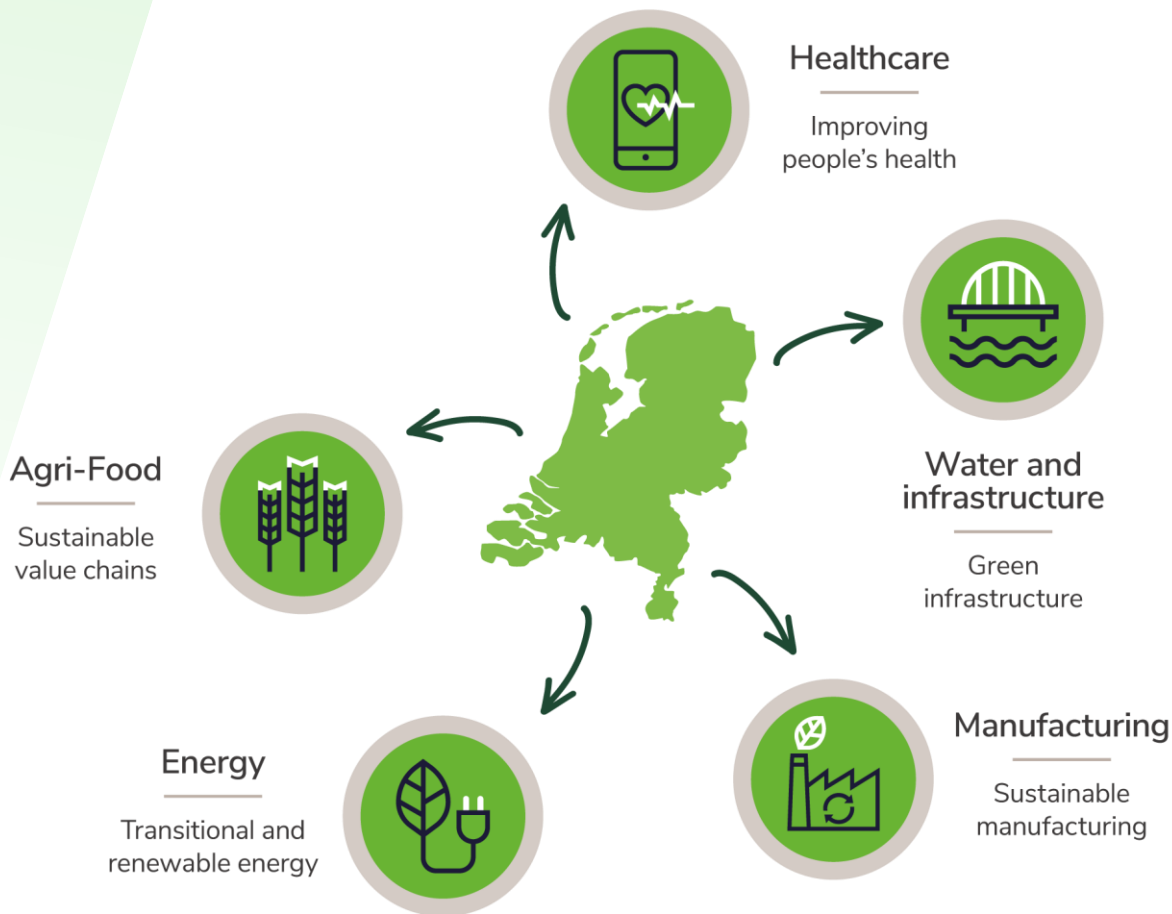 Healthcare
Improving
people's health
Water and
infrastructure
Green
infrastructure
Agri-Food
Sustainable
value chains
Manufacturing
Sustainable
manufacturing
Energy
Transitional and
renewable energy